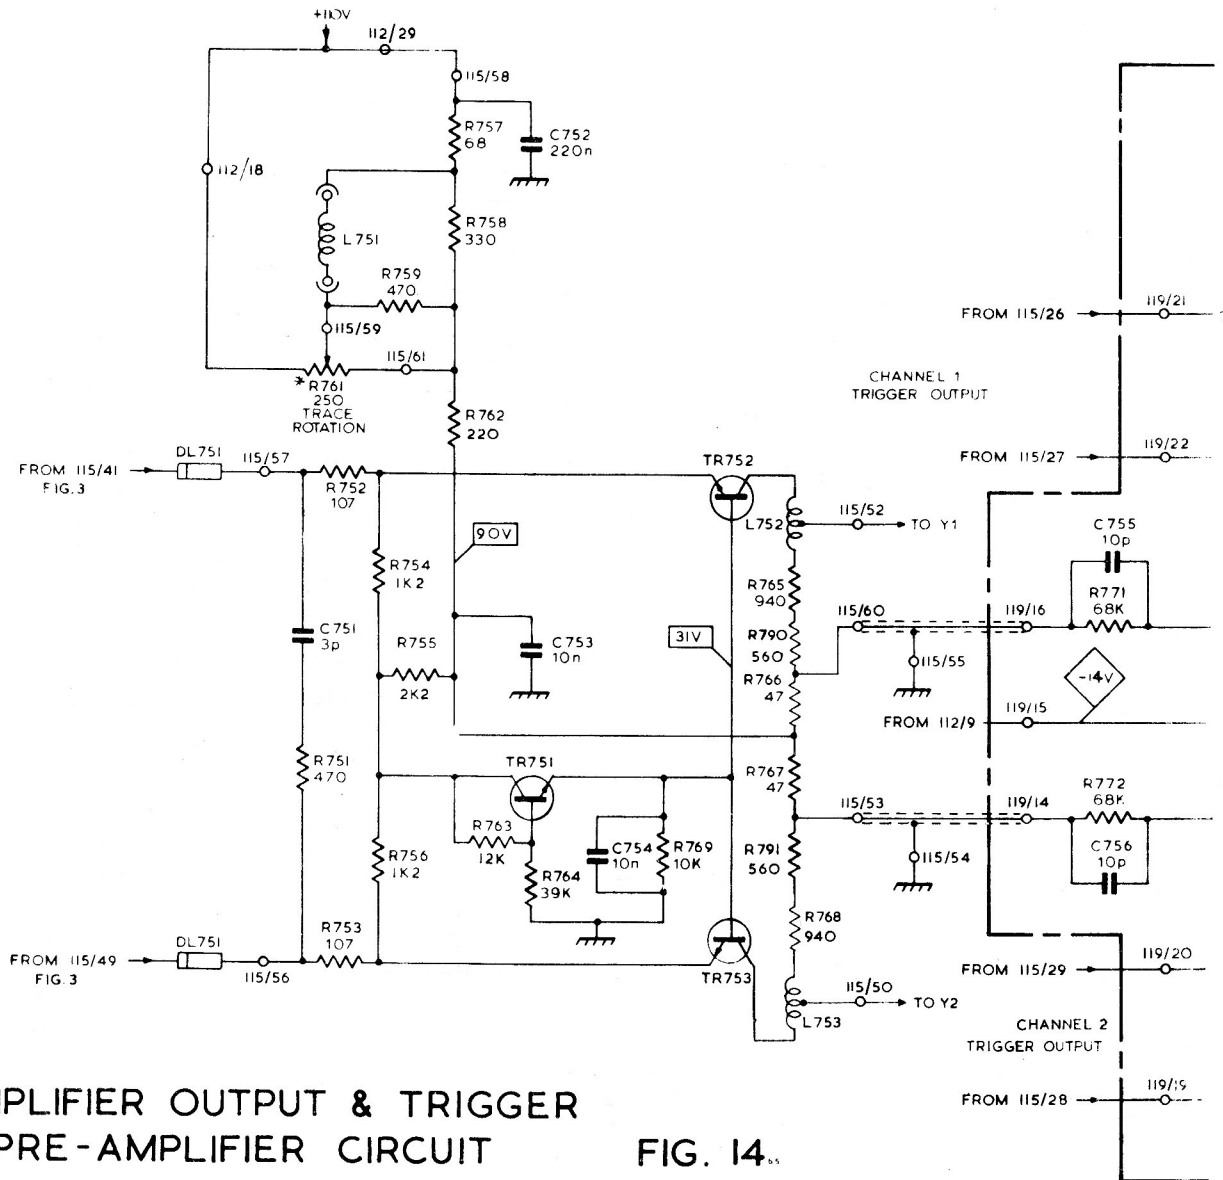 +110V
112/29
115/58
R757
68
C752
220n
112/18
L751
R758
330
R759
470
115/59
115/61
* R761
250
TRACE
ROTATION
R762
220
FROM 115/26
119/21
CHANNEL 1
TRIGGER OUTPUT
FROM 115/27
119/22
FROM 115/41
FIG.3
DL751
115/57
R752
107
TR752
L752
115/52
TO Y1
90V
C755
10p
R754
1K2
R765
940
115/60
119/16
R771
68K
C751
3p
R755
2K2
C753
10n
31V
R790
560
R766
47
115/55
-14V
FROM 112/9
119/15
R751
470
TR751
R767
47
115/53
119/14
R772
68K
R763
12K
R756
1K2
R764
39K
C754
10n
R769
10K
R791
560
115/54
C756
10p
R753
107
R768
940
FROM 115/49
FIG.3
DL751
115/56
TR753
FROM 115/29
119/20
115/50
TO Y2
L753
CHANNEL 2
TRIGGER OUTPUT
FROM 115/28
119/19
PLIFIER OUTPUT & TRIGGER
PRE-AMPLIFIER CIRCUIT
FIG. 14